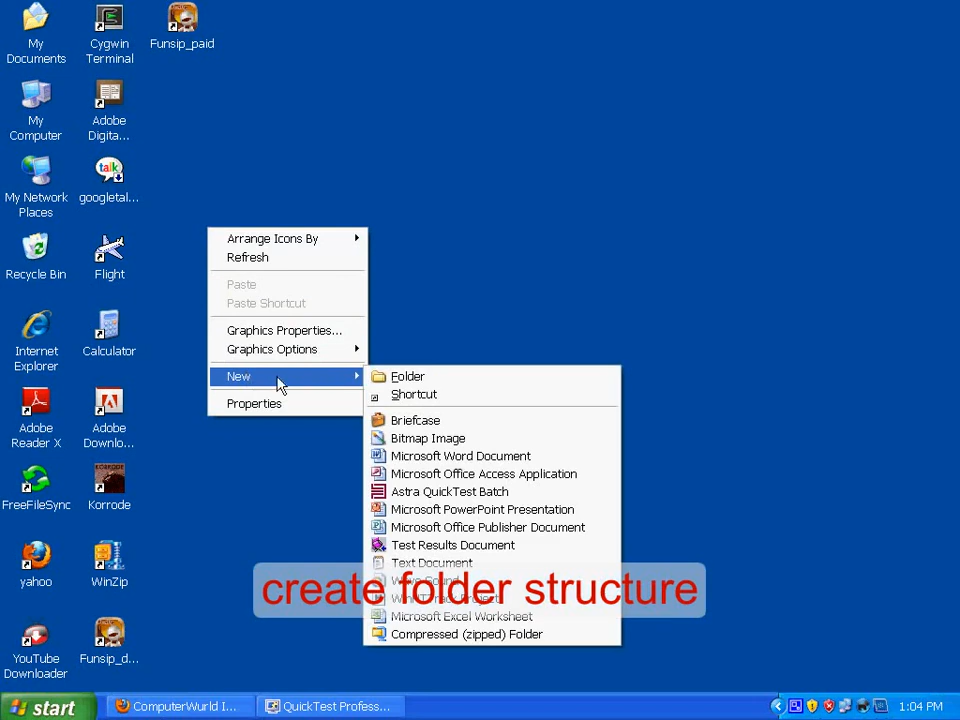 My
Documents
Cygwin
Terminal
Funsip_paid
My
Computer
Adobe
Digita...
My Network
Places
talk
googletal...
Recycle Bin
Flight
Internet
Explorer
Calculator
Adobe
Reader X
Adobe
Downlo...
FreeFileSync
KORRODE
Korrode
yahoo
WinZip
YouTube
Downloader
Funsip_d...
Arrange Icons By
Refresh
Paste
Paste Shortcut
Graphics Properties...
Graphics Options
New
Properties
Folder
Shortcut
Briefcase
Bitmap Image
Microsoft Word Document
Microsoft Office Access Application
Astra QuickTest Batch
Microsoft PowerPoint Presentation
Microsoft Office Publisher Document
Test Results Document
Text Document
Wave Sound
Microsoft Excel Worksheet
Compressed (zipped) Folder
create folder structure
start
ComputerWurld I...
QuickTest Profess...
1:04 PM